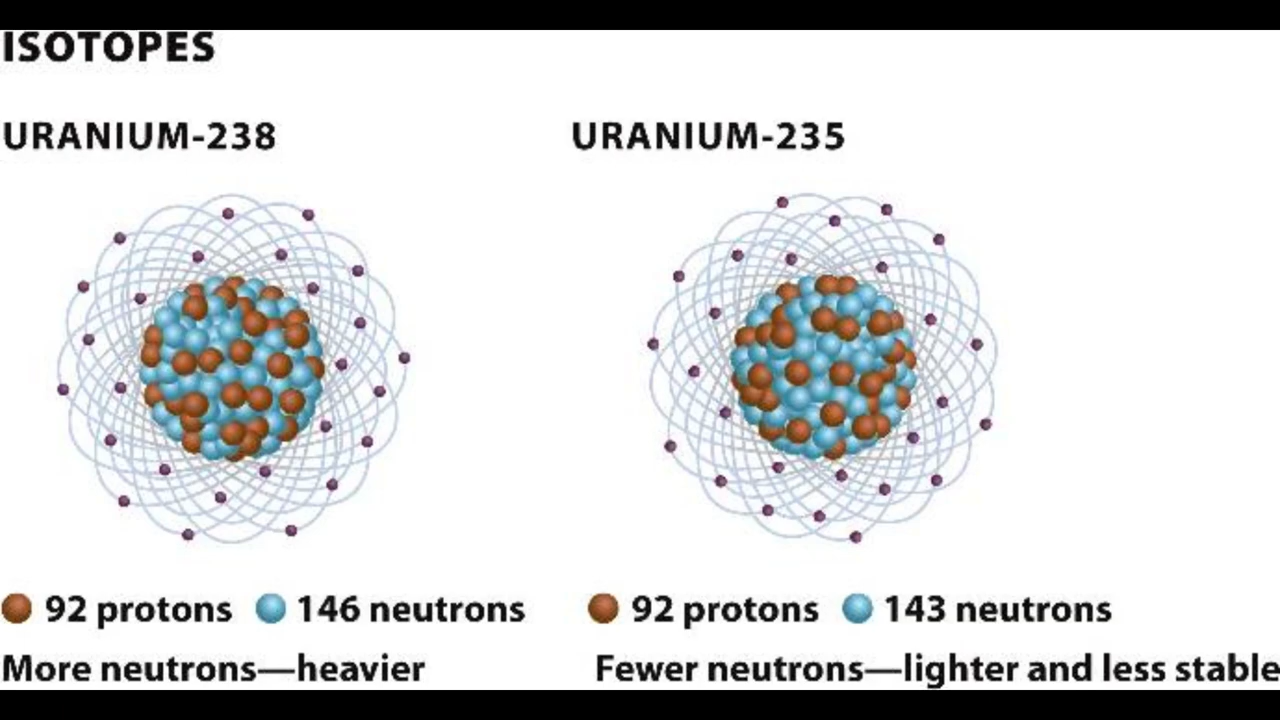 ISOTOPES
URANIUM-238
URANIUM-235
92 protons 146 neutrons
92 protons 143 neutrons
More neutrons—heavier
Fewer neutrons—lighter and less stable